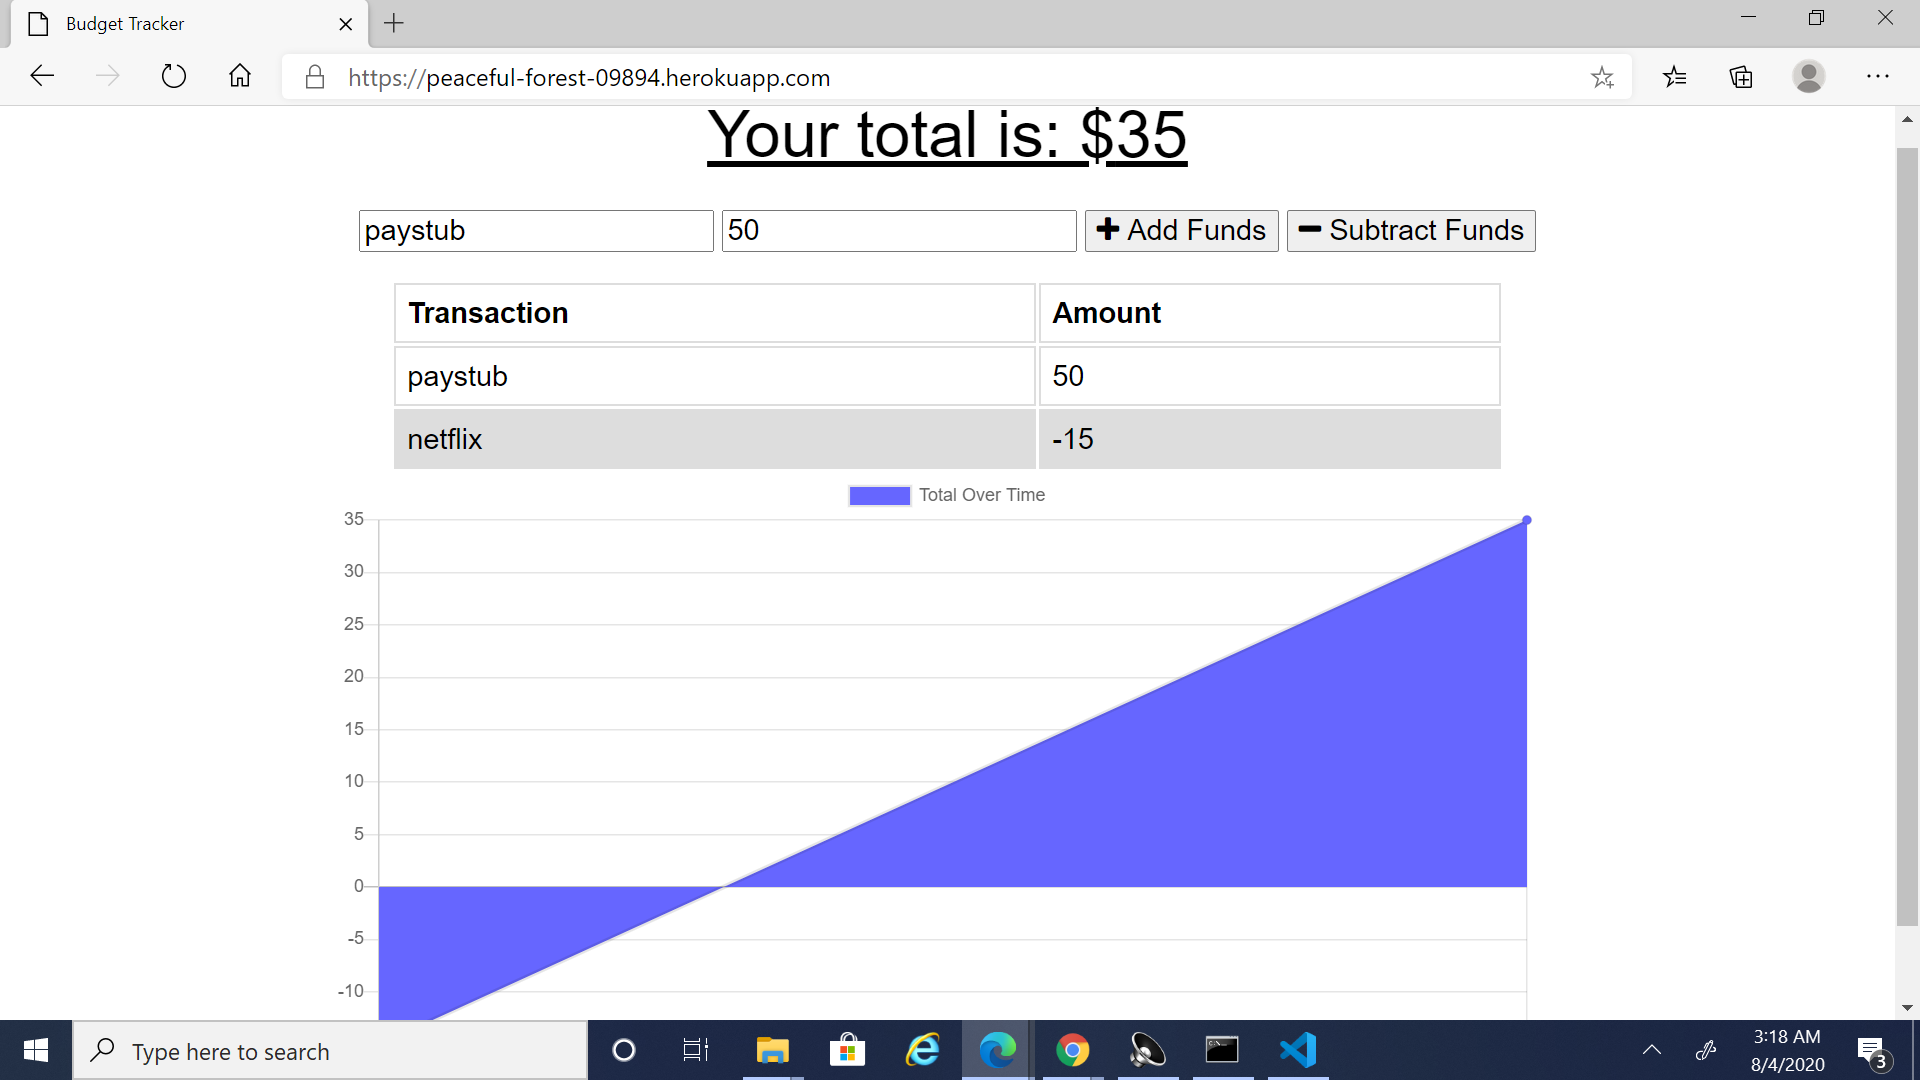 Budget Tracker
https://peaceful-forest-09894.herokuapp.com
Your total is: $35
paystub 50 Add Funds Subtract Funds
Transaction Amount
paystub 50
netflix -15
Total Over Time
35
30
25
20
15
10
5
0
-5
-10
Type here to search
3:18 AM
8/4/2020
3